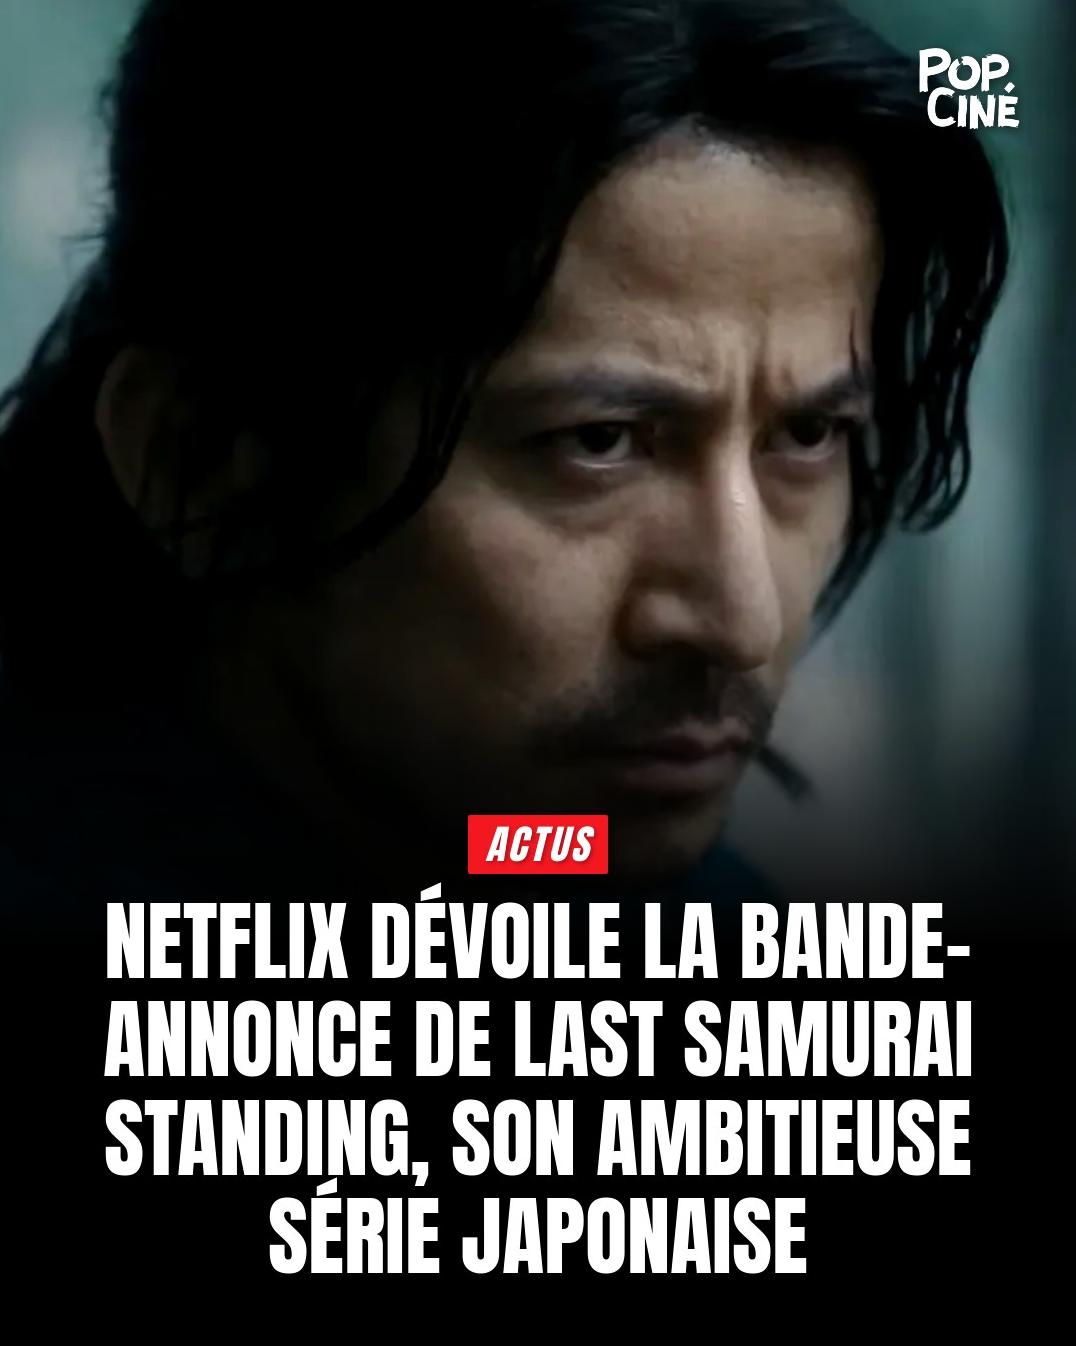 POP.
CINÉ
ACTUS
NETFLIX DÉVOILE LA BANDE-
ANNONCE DE LAST SAMURAI
STANDING, SON AMBITIEUSE
SÉRIE JAPONAISE